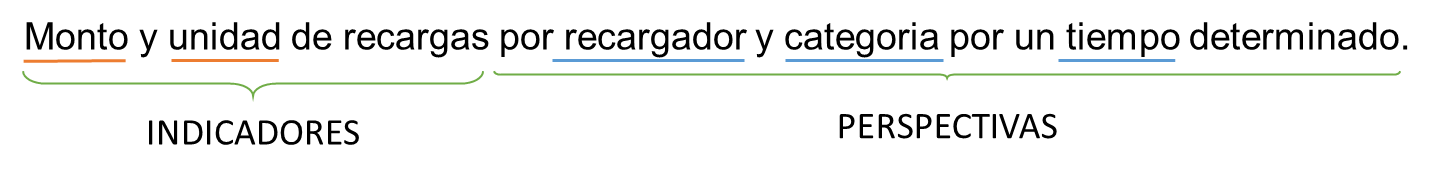 Monto y unidad de recargas por recargador y categoria por un tiempo determinado.
INDICADORES
PERSPECTIVAS